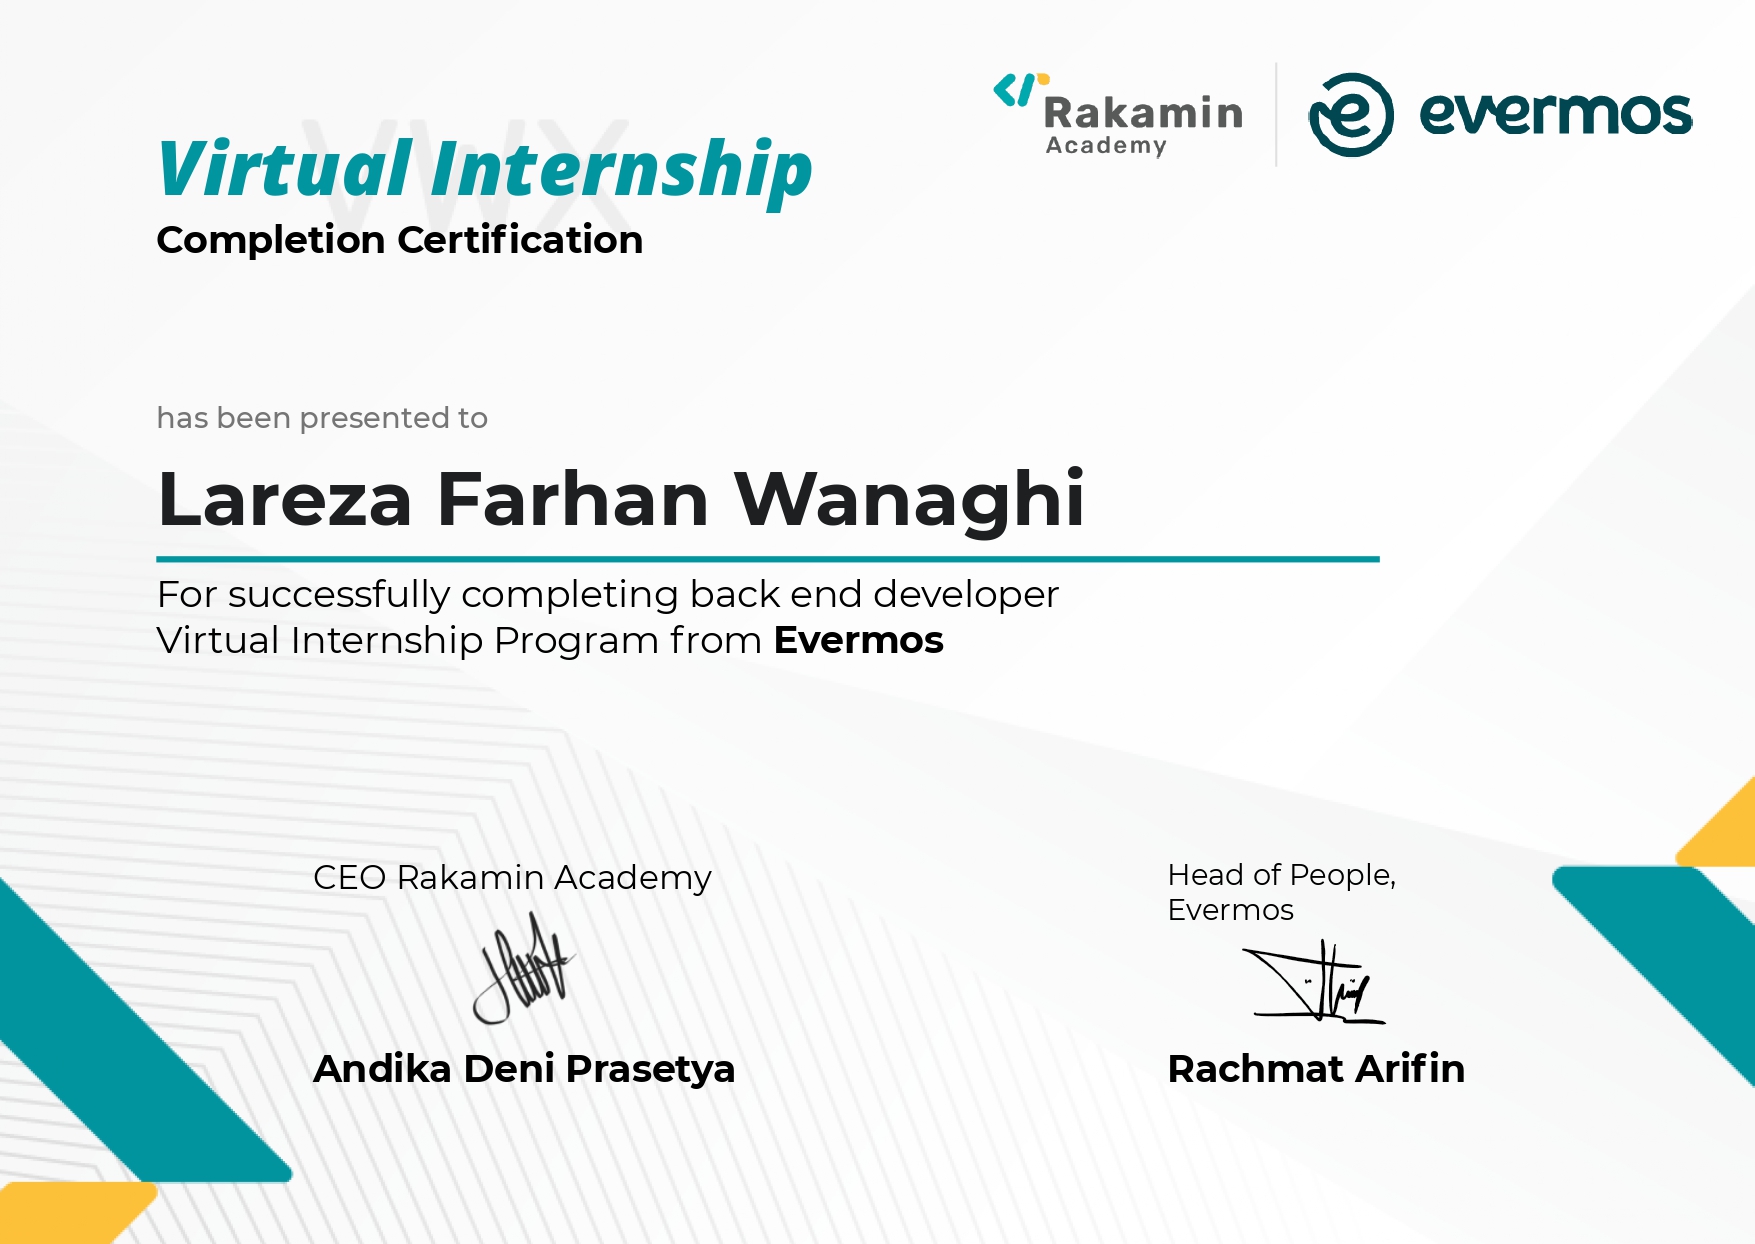 Rakamin
Academy
evermos
VWX
Virtual Internship
Completion Certification
has been presented to
Lareza Farhan Wanaghi
For successfully completing back end developer
Virtual Internship Program from Evermos
CEO Rakamin Academy
Andika Deni Prasetya
Head of People,
Evermos
Rachmat Arifin